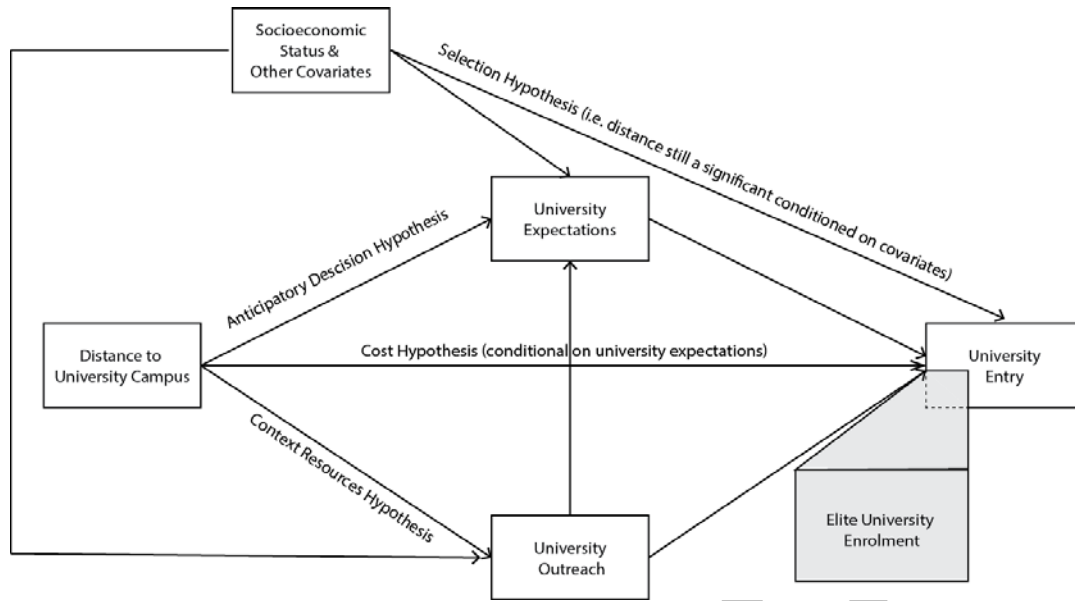 Socioeconomic
Status &
Other Covariates
Selection Hypothesis (i.e. distance still a significant conditioned on covariates)
University
Expectations
Anticipatory Descision Hypothesis
Distance to
University Campus
Cost Hypothesis (conditional on university expectations)
University
Entry
Context Resources Hypothesis
University
Outreach
Elite University
Enrolment